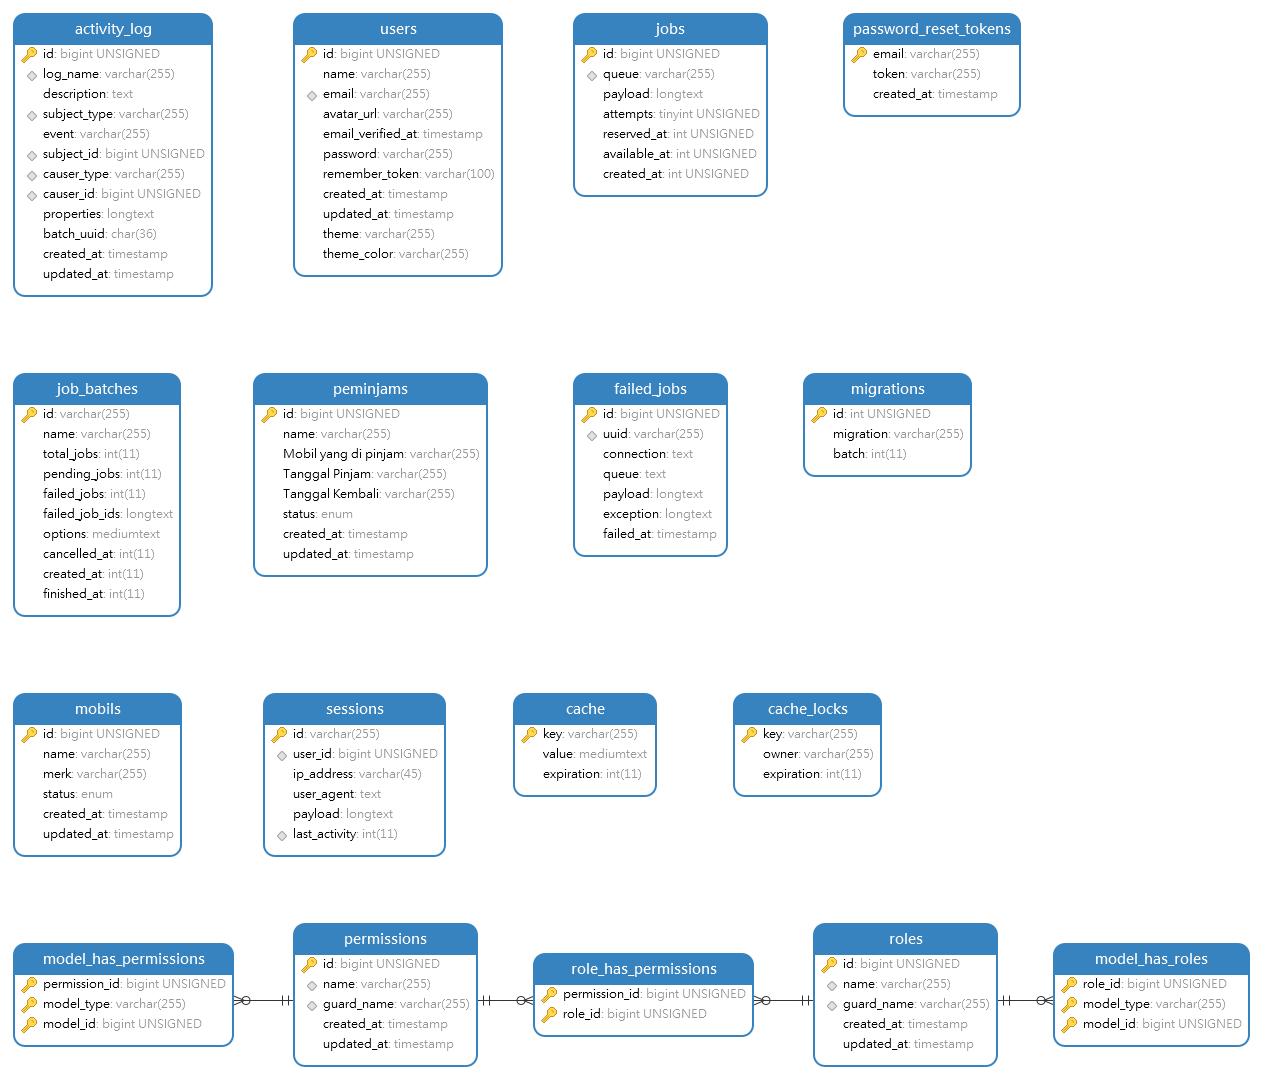 activity_log
id: bigint UNSIGNED
log_name: varchar(255)
description: text
subject_type: varchar(255)
event: varchar(255)
subject_id: bigint UNSIGNED
causer_type: varchar(255)
causer_id: bigint UNSIGNED
properties: longtext
batch_uuid: char(36)
created_at: timestamp
updated_at: timestamp
users
id: bigint UNSIGNED
name: varchar(255)
email: varchar(255)
avatar_url: varchar(255)
email_verified_at: timestamp
password: varchar(255)
remember_token: varchar(100)
created_at: timestamp
updated_at: timestamp
theme: varchar(255)
theme_color: varchar(255)
jobs
id: bigint UNSIGNED
queue: varchar(255)
payload: longtext
attempts: tinyint UNSIGNED
reserved_at: int UNSIGNED
available_at: int UNSIGNED
created_at: int UNSIGNED
password_reset_tokens
email: varchar(255)
token: varchar(255)
created_at: timestamp
job_batches
id: varchar(255)
name: varchar(255)
total_jobs: int(11)
pending_jobs: int(11)
failed_jobs: int(11)
failed_job_ids: longtext
options: mediumtext
cancelled_at: int(11)
created_at: int(11)
finished_at: int(11)
peminjams
id: bigint UNSIGNED
name: varchar(255)
Mobil yang di pinjam: varchar(255)
Tanggal Pinjam: varchar(255)
Tanggal Kembali: varchar(255)
status: enum
created_at: timestamp
updated_at: timestamp
failed_jobs
id: bigint UNSIGNED
uuid: varchar(255)
connection: text
queue: text
payload: longtext
exception: longtext
failed_at: timestamp
migrations
id: int UNSIGNED
migration: varchar(255)
batch: int(11)
mobils
id: bigint UNSIGNED
name: varchar(255)
merk: varchar(255)
status: enum
created_at: timestamp
updated_at: timestamp
sessions
id: varchar(255)
user_id: bigint UNSIGNED
ip_address: varchar(45)
user_agent: text
payload: longtext
last_activity: int(11)
cache
key: varchar(255)
value: mediumtext
expiration: int(11)
cache_locks
key: varchar(255)
owner: varchar(255)
expiration: int(11)
model_has_permissions
permission_id: bigint UNSIGNED
model_type: varchar(255)
model_id: bigint UNSIGNED
permissions
id: bigint UNSIGNED
name: varchar(255)
guard_name: varchar(255)
created_at: timestamp
updated_at: timestamp
role_has_permissions
permission_id: bigint UNSIGNED
role_id: bigint UNSIGNED
roles
id: bigint UNSIGNED
name: varchar(255)
guard_name: varchar(255)
created_at: timestamp
updated_at: timestamp
model_has_roles
role_id: bigint UNSIGNED
model_type: varchar(255)
model_id: bigint UNSIGNED